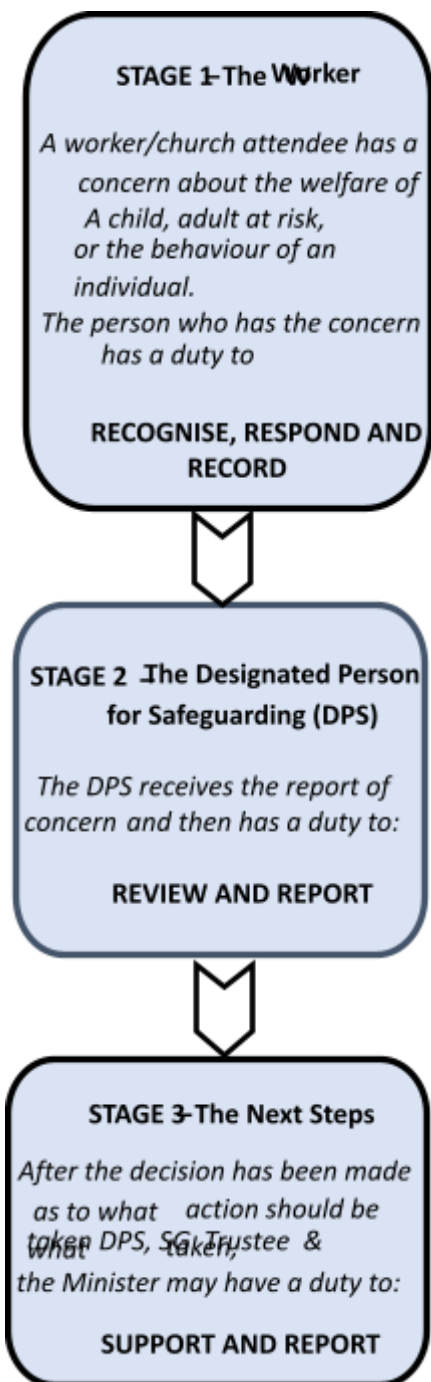 STAGE 1-The Worker
A worker/church attendee has a
concern about the welfare of
A child, adult at risk,
or the behaviour of an
individual.
The person who has the concern
has a duty to
RECOGNISE, RESPOND AND
RECORD
STAGE 2 -The Designated Person
for Safeguarding (DPS)
The DPS receives the report of
concern and then has a duty to:
REVIEW AND REPORT
STAGE 3-The Next Steps
After the decision has been made
as to what action should be
taken DPS, SG, Trustee &
what taken,
the Minister may have a duty to:
SUPPORT AND REPORT